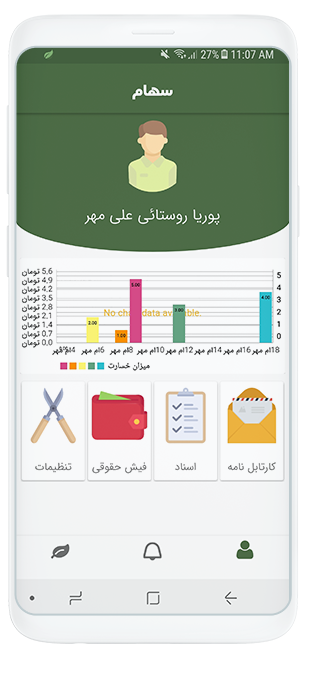 27% 11:07 AM
سهام
پوریا روستائی علی مهر
5,6 تومان
4,9 تومان
4,2 تومان
3,5 تومان
2,8 تومان
2,1 تومان
1,4 تومان
0,7 تومان
0,0 تومان
5
4
3
2
1
0
No chart data available.
2.00
1.00
5.00
3.00
4.00
6ام مهر 8ام مهر 10ام مهر 12ام مهر 14ام مهر 16ام مهر 18ام مهر
میزان خسارت
تنظیمات
فیش حقوقی
اسناد
کارتابل نامه